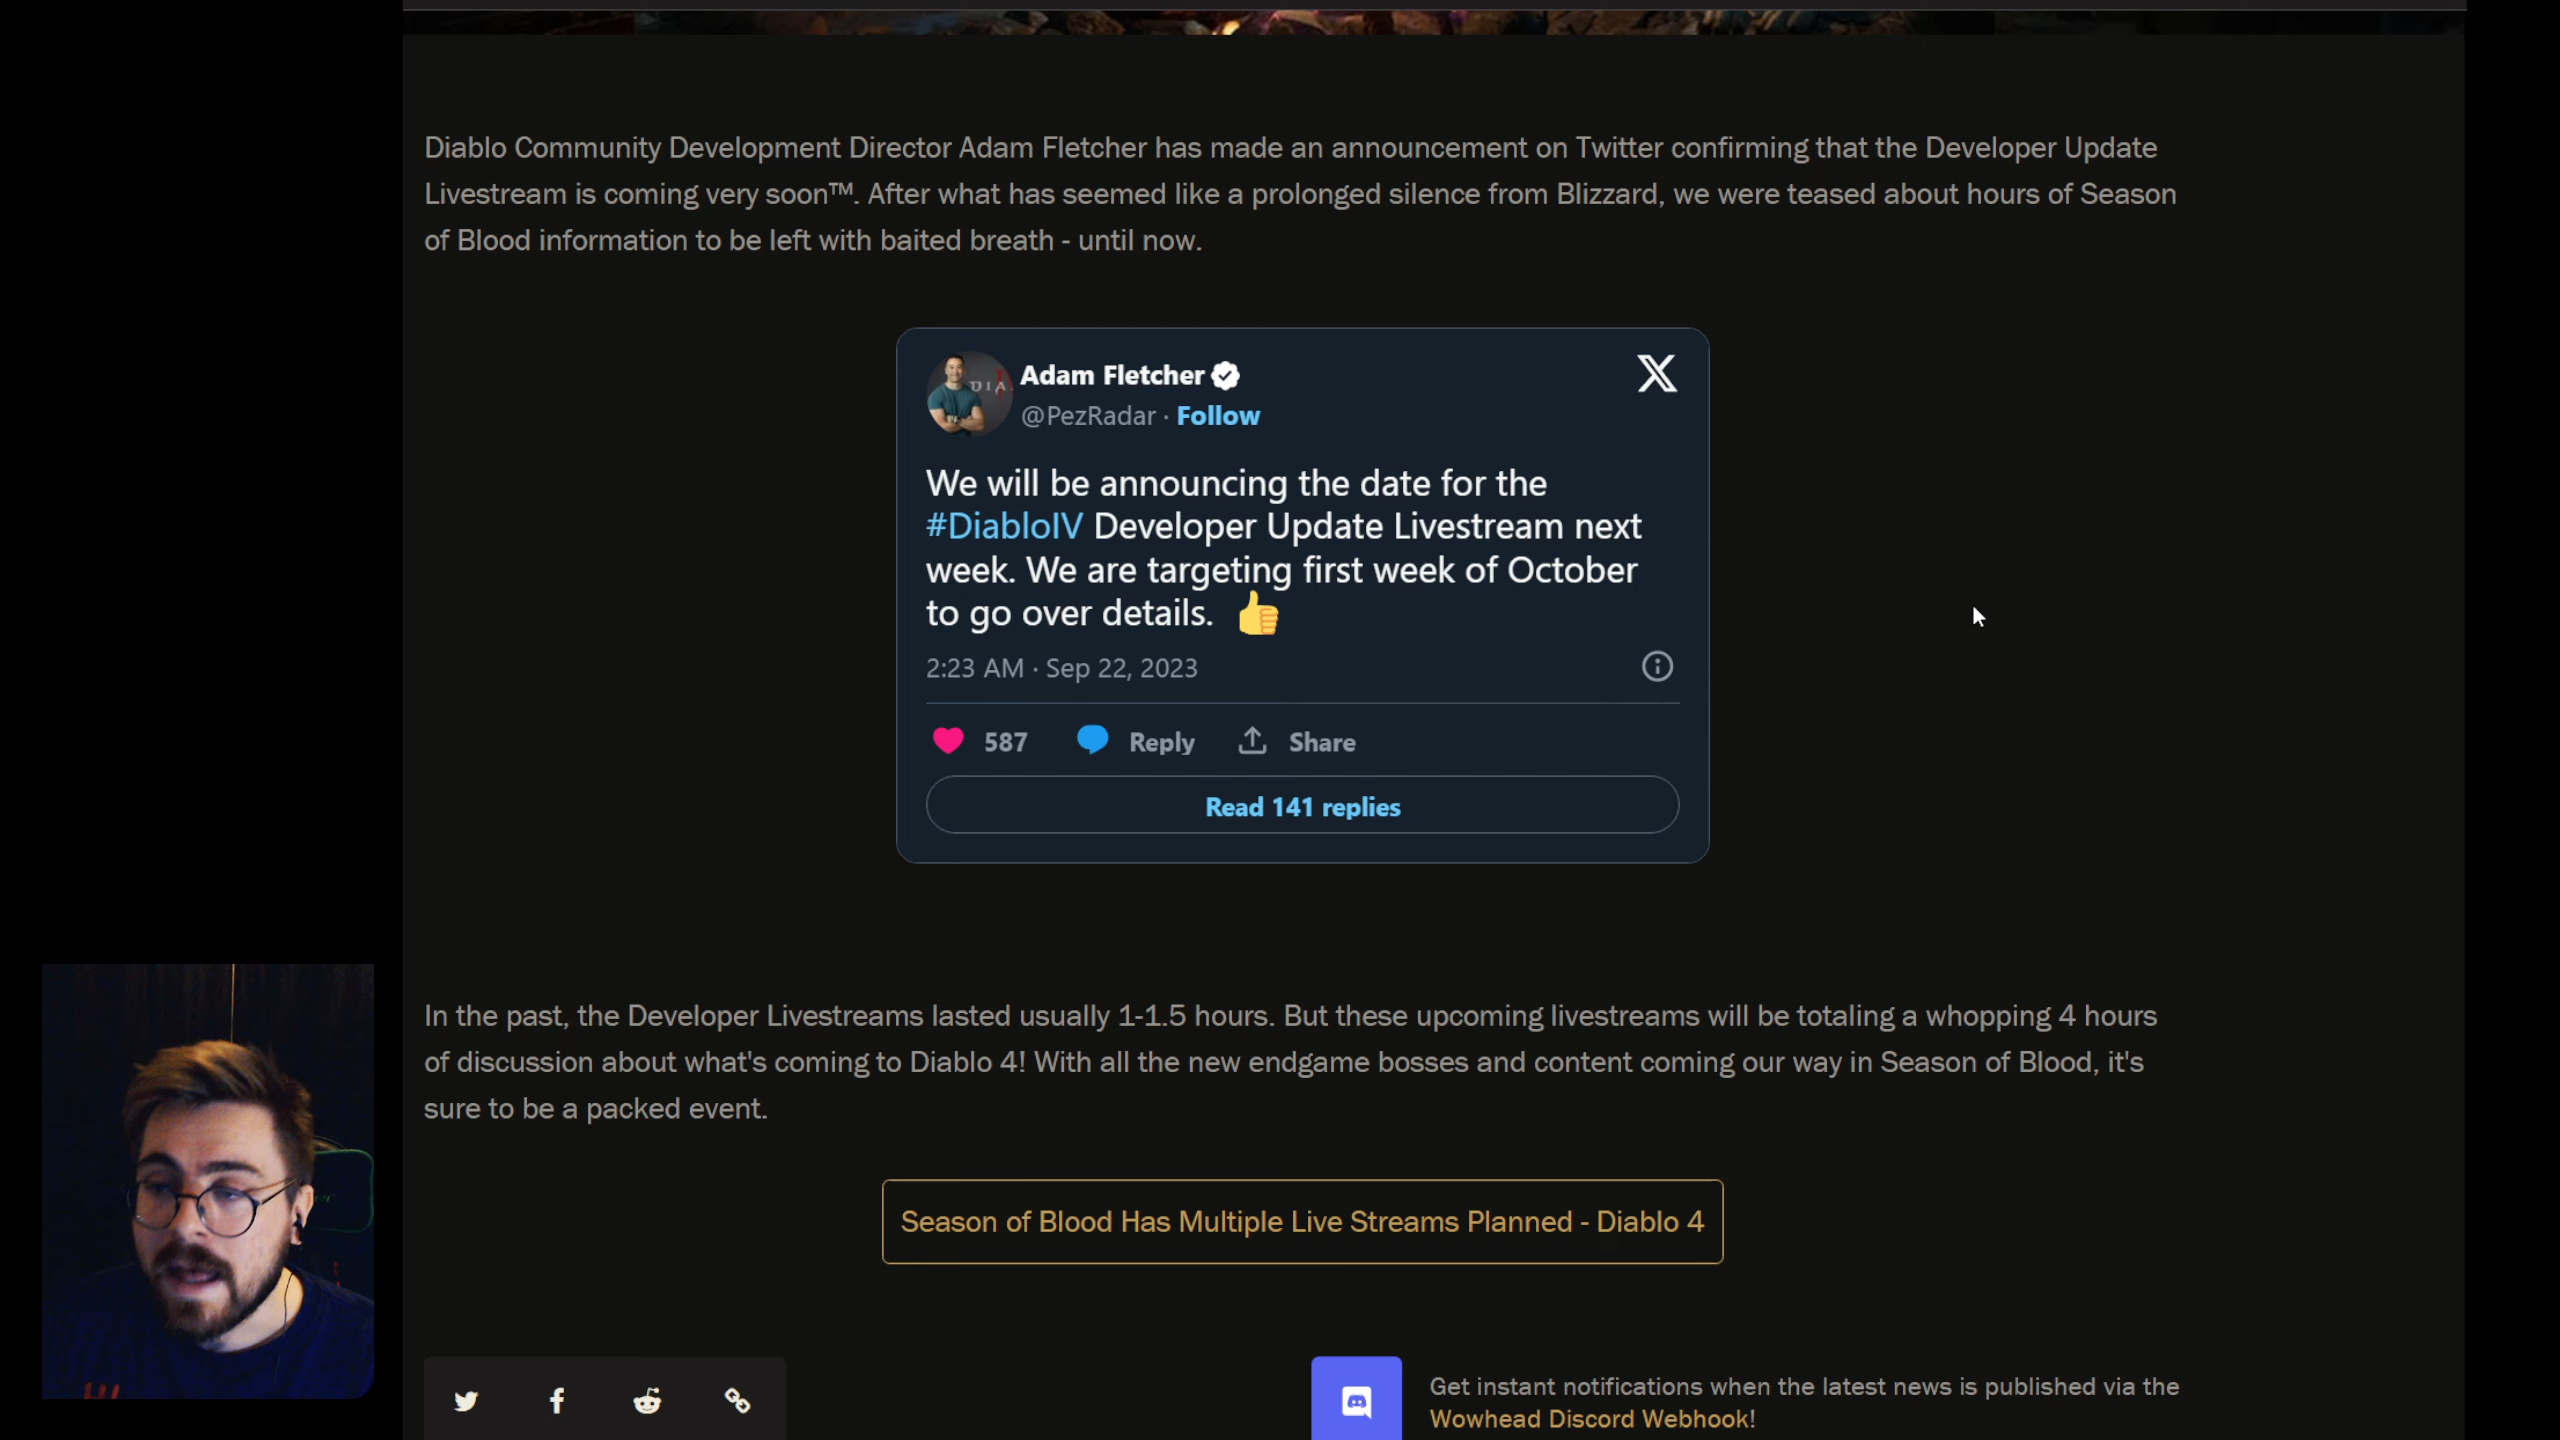 Diablo Community Development Director Adam Fletcher has made an announcement on Twitter confirming that the Developer Update
Livestream is coming very soon™. After what has seemed like a prolonged silence from Blizzard, we were teased about hours of Season
of Blood information to be left with baited breath - until now.
DIA
Adam Fletcher
@PezRadar · Follow
We will be announcing the date for the
#DiabloIV Developer Update Livestream next
week. We are targeting first week of October
to go over details. 👍
2:23 AM · Sep 22, 2023
587 Reply Share
Read 141 replies
In the past, the Developer Livestreams lasted usually 1-1.5 hours. But these upcoming livestreams will be totaling a whopping 4 hours
of discussion about what's coming to Diablo 4! With all the new endgame bosses and content coming our way in Season of Blood, it's
sure to be a packed event.
Season of Blood Has Multiple Live Streams Planned - Diablo 4
Get instant notifications when the latest news is published via the
Wowhead Discord Webhook!